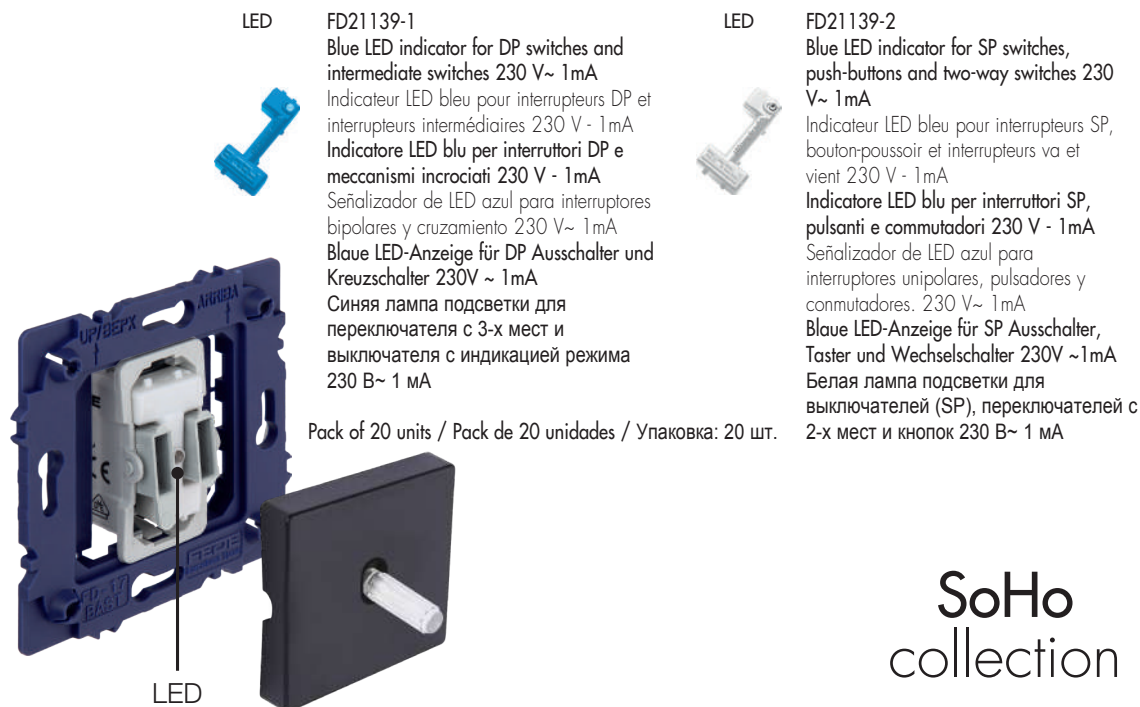 LED
FD21139-1
Blue LED indicator for DP switches and
intermediate switches 230 V~ 1mA
Indicateur LED bleu pour interrupteurs DP et
interrupteurs intermédiaires 230 V - 1mA
Indicatore LED blu per interruttori DP e
meccanismi incrociati 230 V - 1mA
Señalizador de LED azul para interruptores
bipolares y cruzamiento 230 V~ 1mA
Blaue LED-Anzeige für DP Ausschalter und
Kreuzschalter 230V ~ 1mA
Синяя лампа подсветки для
переключателя с 3-х мест и
выключателя с индикацией режима
230 В~ 1 мА
LED
FD21139-2
Blue LED indicator for SP switches,
push-buttons and two-way switches 230
V~ 1mA
Indicateur LED bleu pour interrupteurs SP,
bouton-poussoir et interrupteurs va et
vient 230 V - 1mA
Indicatore LED blu per interruttori SP,
pulsanti e commutadori 230 V - 1mA
Señalizador de LED azul para
interruptores unipolares, pulsadores y
conmutadores. 230 V~ 1mA
Blaue LED-Anzeige für SP Ausschalter,
Taster und Wechselschalter 230V ~1mA
Белая лампа подсветки для
выключателей (SP), переключателей с
2-х мест и кнопок 230 В~ 1 мА
Pack of 20 units / Pack de 20 unidades / Упаковка: 20 шт.
UP/ВЕРХ
ARRIBA
CE
FEDE
FD-17
BAST
LED
SoHo
collection